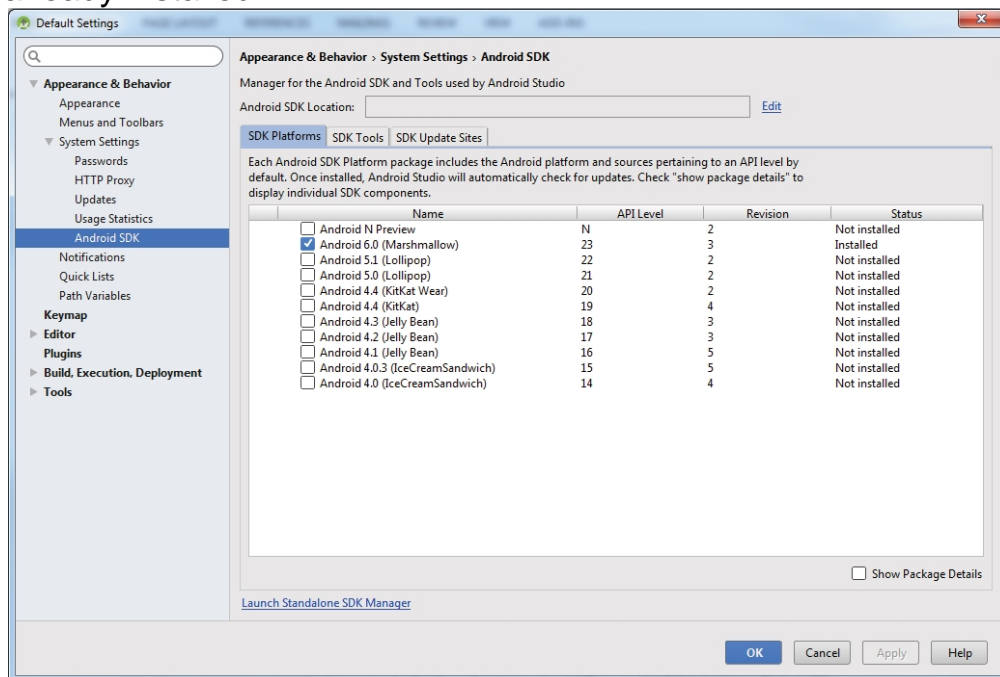 Default Settings
Appearance & Behavior
Appearance
Menus and Toolbars
System Settings
Passwords
HTTP Proxy
Updates
Usage Statistics
Android SDK
Notifications
Quick Lists
Path Variables
Keymap
Editor
Plugins
Build, Execution, Deployment
Tools
Appearance & Behavior › System Settings › Android SDK
Manager for the Android SDK and Tools used by Android Studio
Android SDK Location: Edit
SDK Platforms SDK Tools SDK Update Sites
Each Android SDK Platform package includes the Android platform and sources pertaining to an API level by
default. Once installed, Android Studio will automatically check for updates. Check "show package details" to
display individual SDK components.
Name API Level Revision Status
Android N Preview N 2 Not installed
Android 6.0 (Marshmallow) 23 3 Installed
Android 5.1 (Lollipop) 22 2 Not installed
Android 5.0 (Lollipop) 21 2 Not installed
Android 4.4 (KitKat Wear) 20 2 Not installed
Android 4.4 (KitKat) 19 4 Not installed
Android 4.3 (Jelly Bean) 18 3 Not installed
Android 4.2 (Jelly Bean) 17 3 Not installed
Android 4.1 (Jelly Bean) 16 5 Not installed
Android 4.0.3 (IceCreamSandwich) 15 5 Not installed
Android 4.0 (IceCreamSandwich) 14 4 Not installed
Show Package Details
Launch Standalone SDK Manager
OK Cancel Apply Help